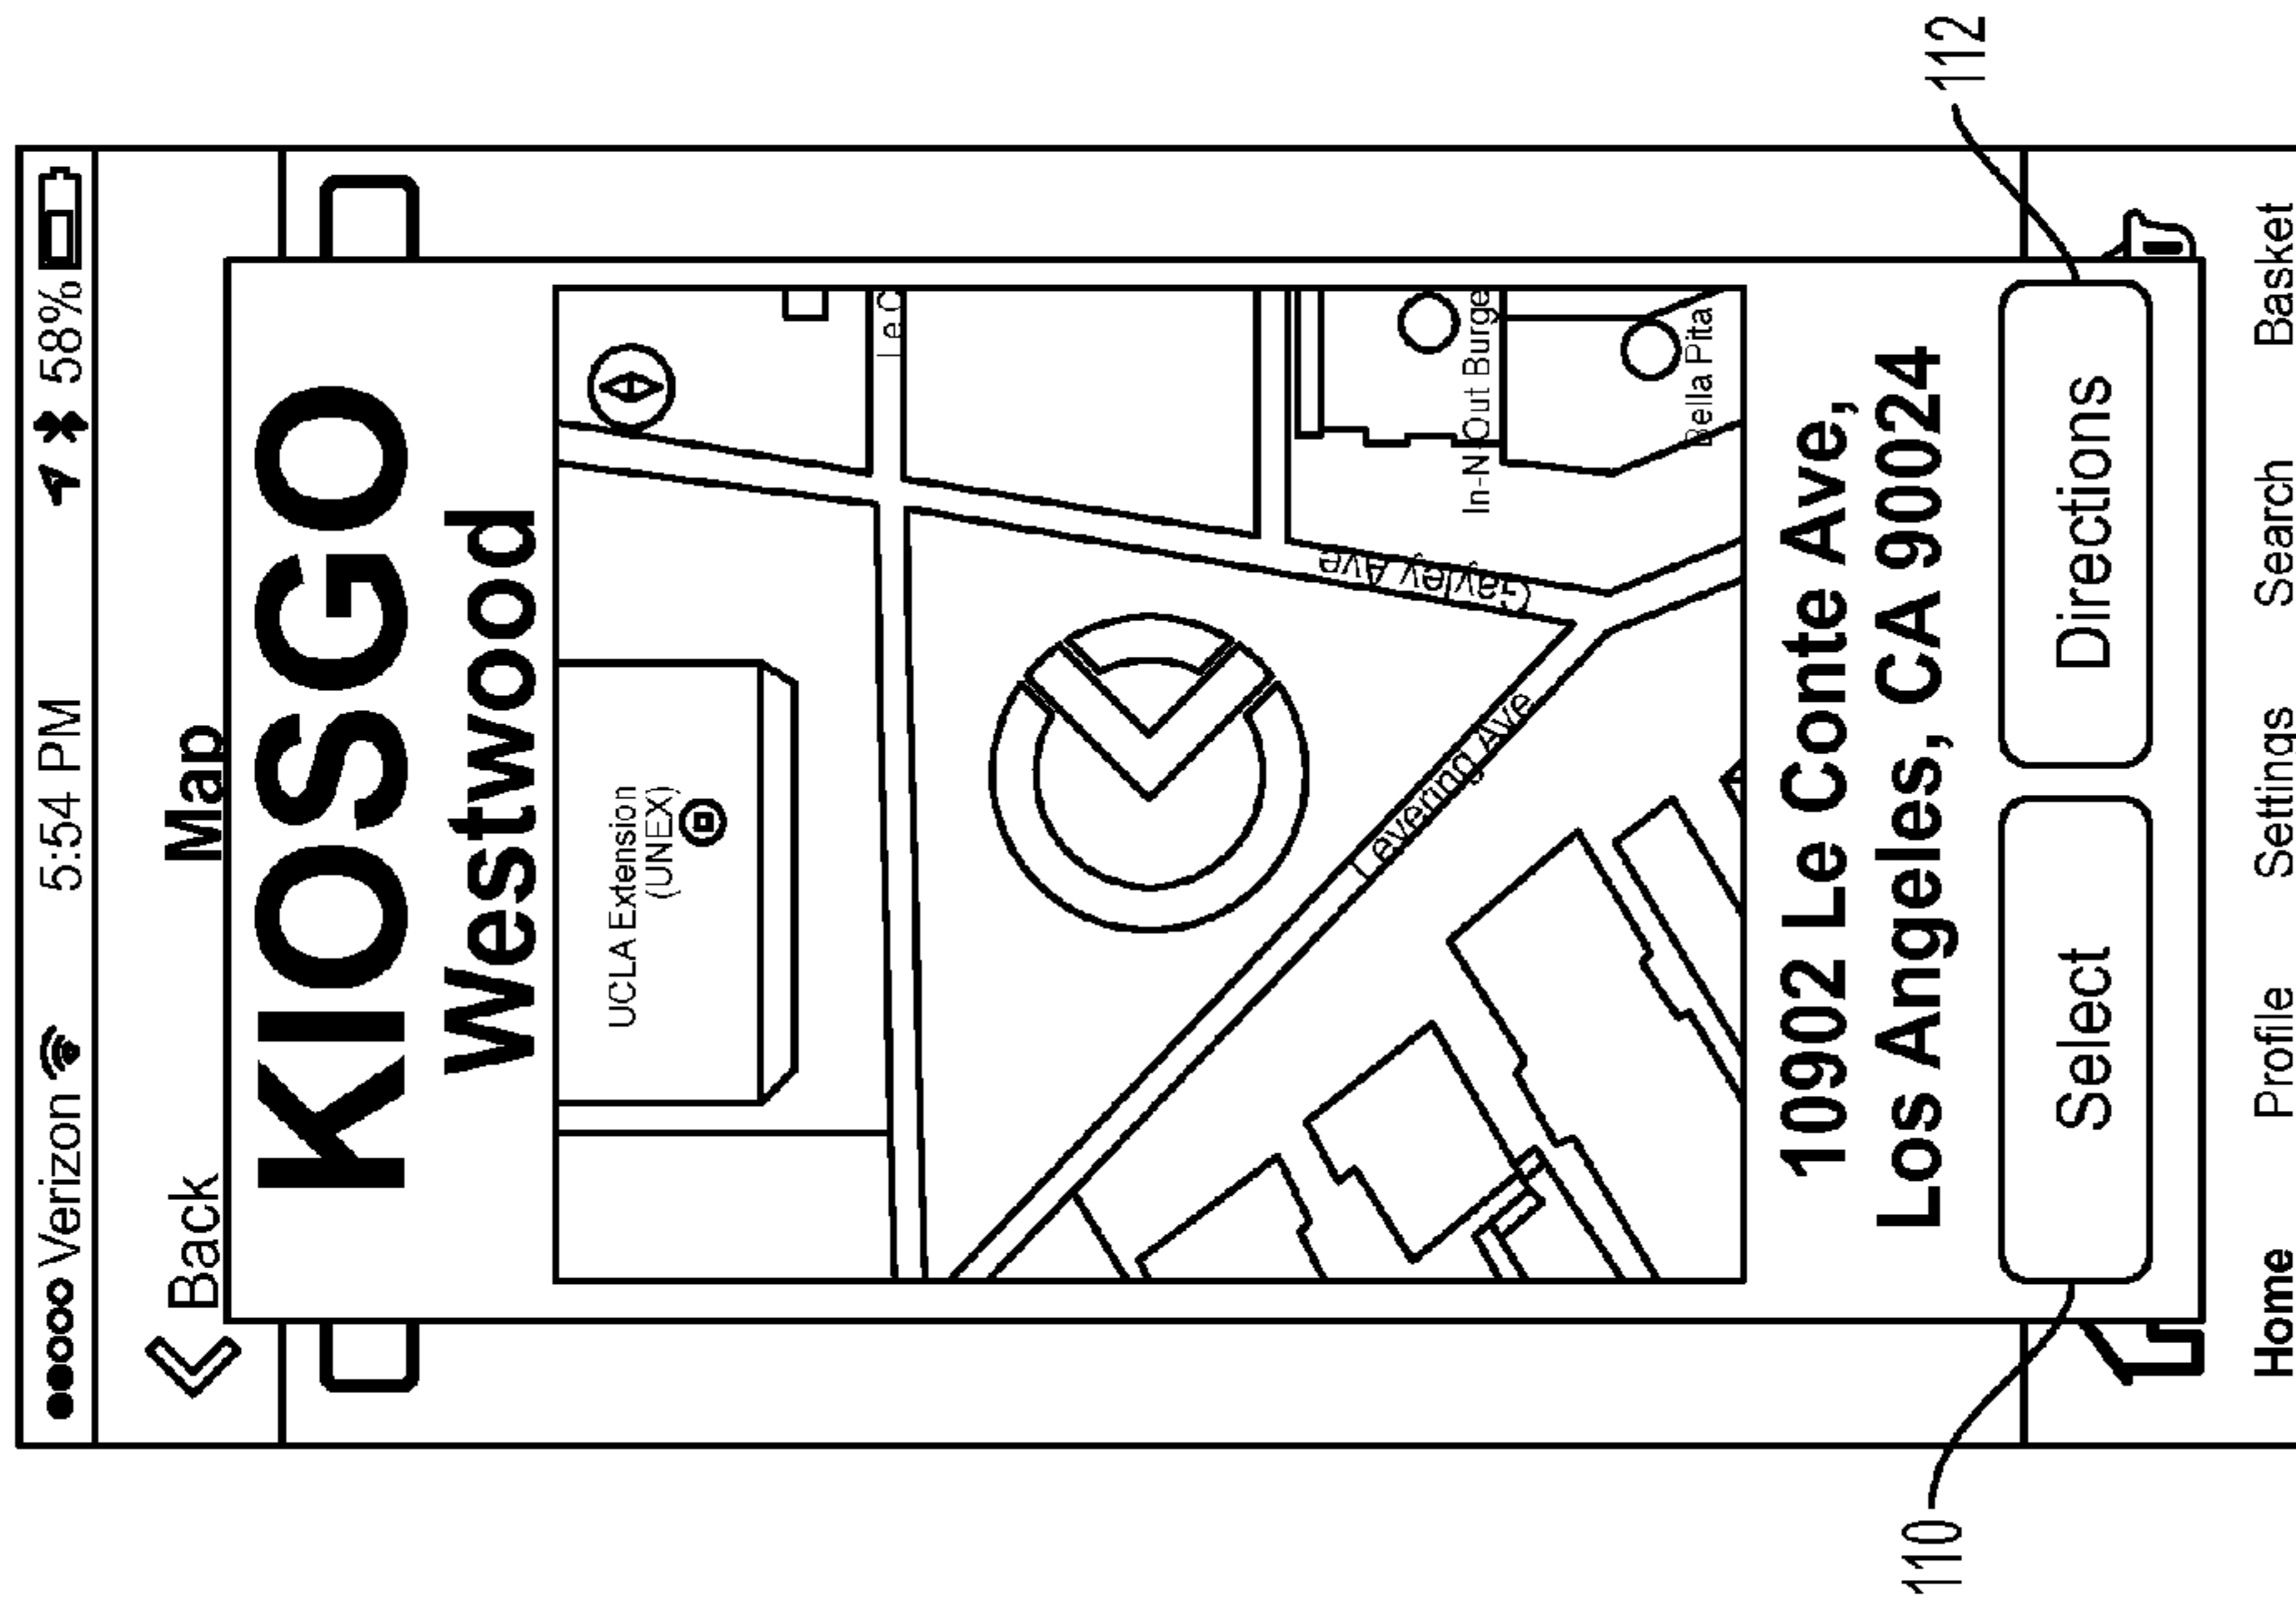 Verizon 5:54 PM 58%
Back Map
KIOSGO
Westwood
UCLA Extension
(UNEX)
Le C
Gayley Ave
In-N-Out Burge
Levering Ave
Bella Pita
10902 Le Conte Ave,
Los Angeles, CA 90024
Select Directions
110 112
Home Profile Settings Search Basket